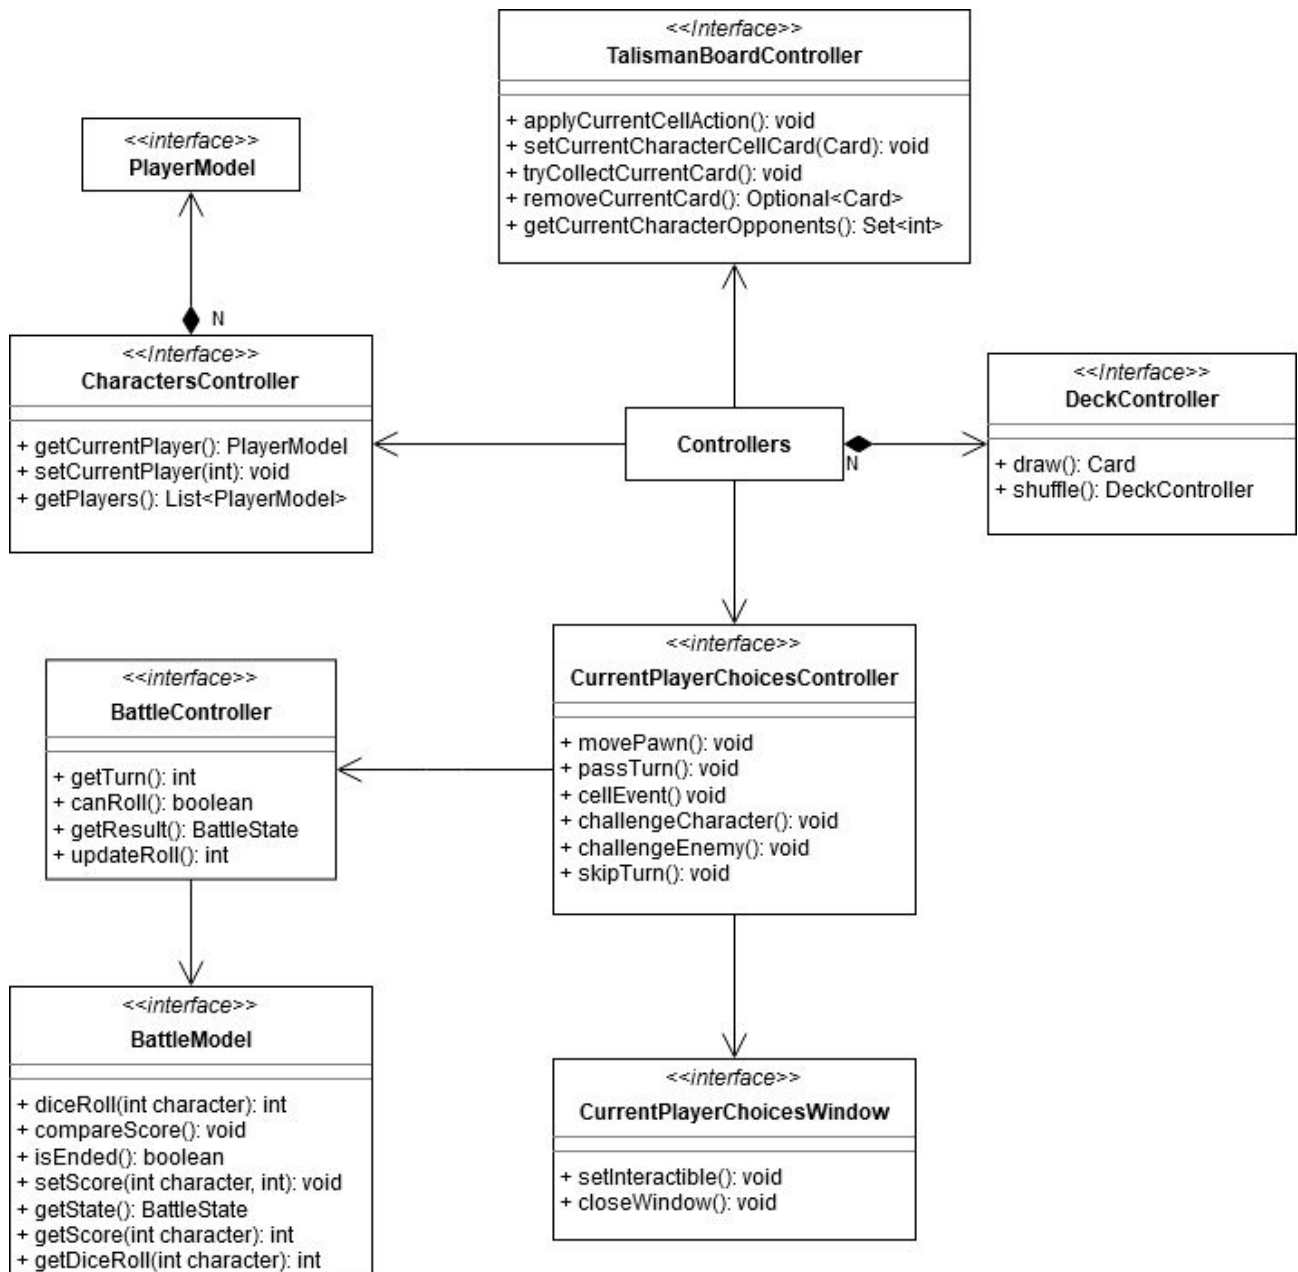 <<Interface>>
TalismanBoardController
+ applyCurrentCellAction(): void
+ setCurrentCharacterCellCard(Card): void
+ tryCollectCurrentCard(): void
+ removeCurrentCard(): Optional<Card>
+ getCurrentCharacterOpponents(): Set<int>
<<interface>>
PlayerModel
N
<<Interface>>
CharactersController
+ getCurrentPlayer(): PlayerModel
+ setCurrentPlayer(int): void
+ getPlayers(): List<PlayerModel>
Controllers
N
<<Interface>>
DeckController
+ draw(): Card
+ shuffle(): DeckController
<<interface>>
BattleController
+ getTurn(): int
+ canRoll(): boolean
+ getResult(): BattleState
+ updateRoll(): int
<<interface>>
CurrentPlayerChoicesController
+ movePawn(): void
+ passTurn(): void
+ cellEvent() void
+ challengeCharacter(): void
+ challengeEnemy(): void
+ skipTurn(): void
<<interface>>
BattleModel
+ diceRoll(int character): int
+ compareScore(): void
+ isEnded(): boolean
+ setScore(int character, int): void
+ getState(): BattleState
+ getScore(int character): int
+ getDiceRoll(int character): int
<<interface>>
CurrentPlayerChoicesWindow
+ setInteractible(): void
+ closeWindow(): void